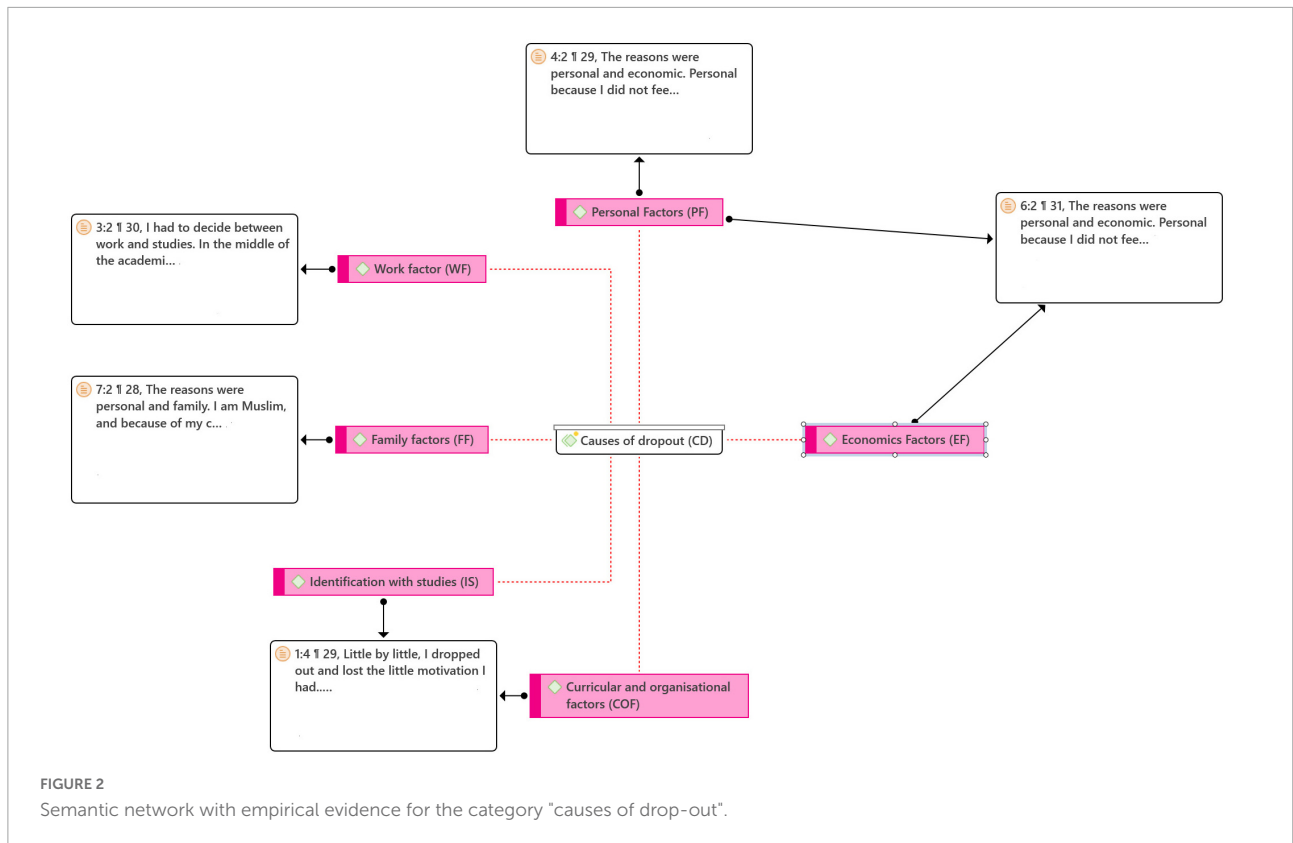 4:2 ¶ 29, The reasons were
personal and economic. Personal
because I did not fee...
Personal Factors (PF)
6:2 ¶ 31, The reasons were
personal and economic. Personal
because I did not fee...
3:2 ¶ 30, I had to decide between
work and studies. In the middle of
the academi...
Work factor (WF)
7:2 ¶ 28, The reasons were
personal and family. I am Muslim,
and because of my c...
Family factors (FF)
Causes of dropout (CD)
Economics Factors (EF)
Identification with studies (IS)
1:4 ¶ 29, Little by little, I dropped
out and lost the little motivation I
had.....
Curricular and organisational
factors (COF)
FIGURE 2
Semantic network with empirical evidence for the category "causes of drop-out".